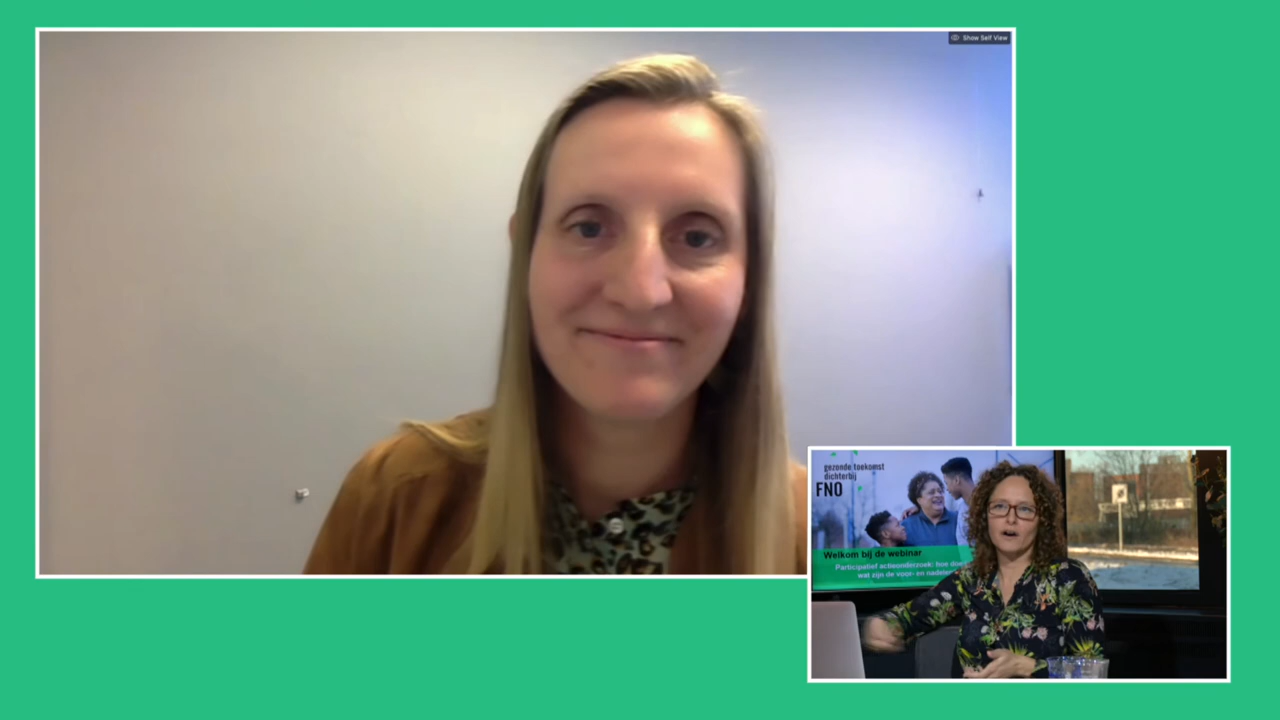 Show Self View
gezonde toekomst
dichterbij
FNO
Welkom bij de webinar
Participatief actieonderzoek: hoe doe
wat zijn de voor- en nadelen